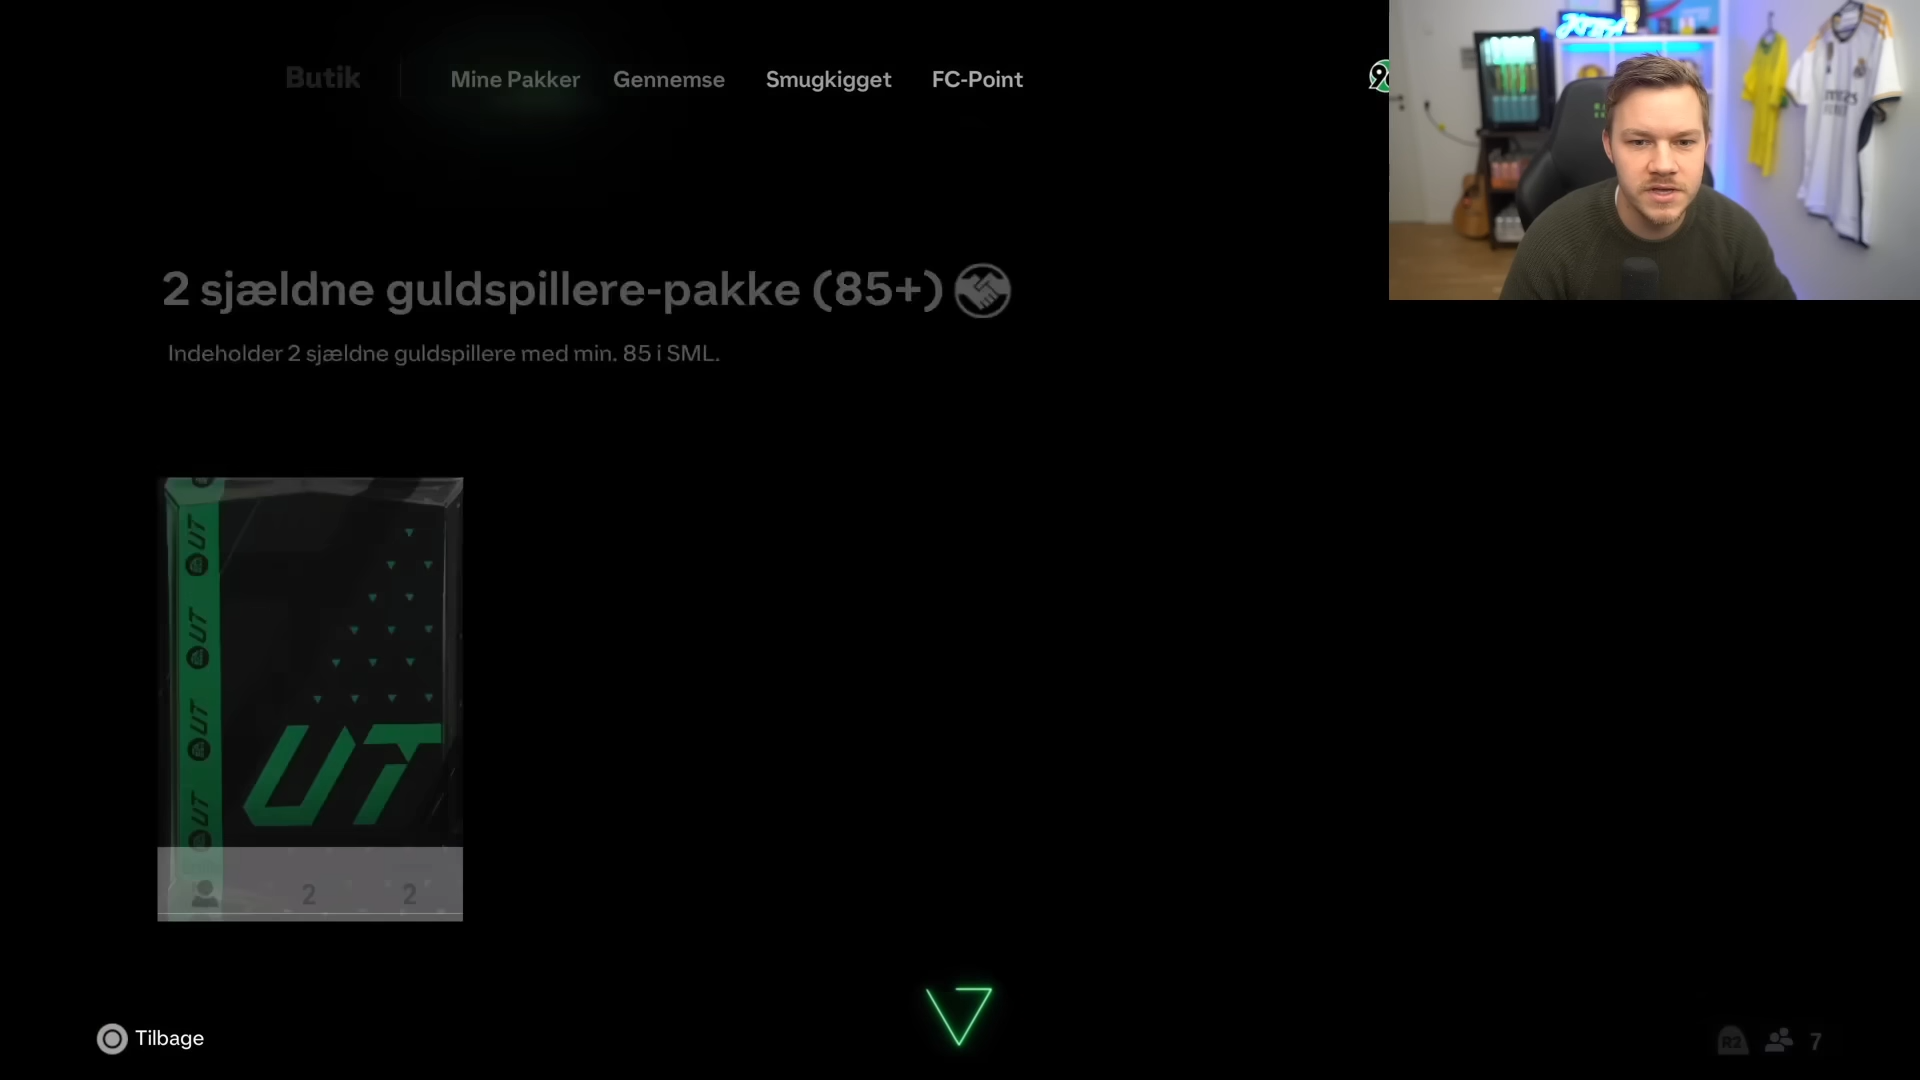 Butik
Mine Pakker
Gennemse
Smugkigget
FC-Point
2 sjældne guldspillere-pakke (85+)
Indeholder 2 sjældne guldspillere med min. 85 i SML.
UT
UT
UT
UT
UT
2 2
Tilbage
R2 7